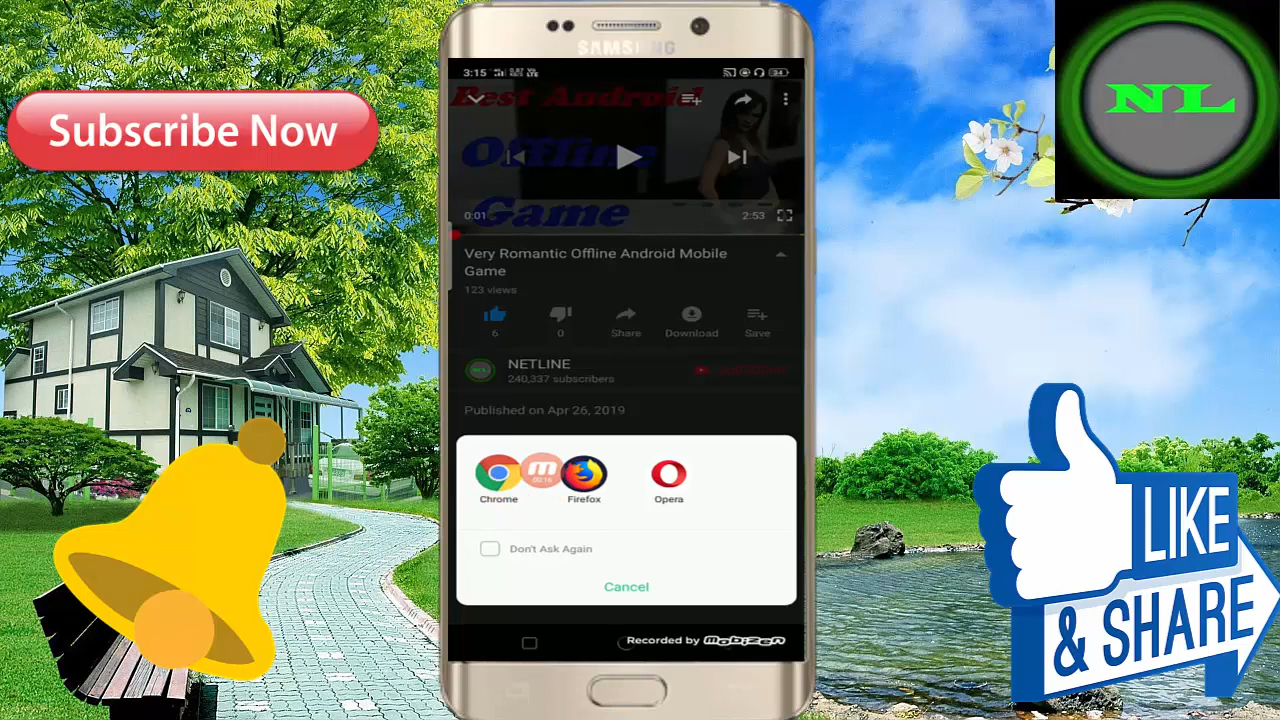 Subscribe Now
NL
SAMSUNG
3:15
34
Best Android
Offline
Game
0:01
2:53
Very Romantic Offline Android Mobile
Game
123 views
6
0
Share
Download
Save
NETLINE
240,337 subscribers
Published on Apr 26, 2019
m
Chrome
Firefox
Opera
Don't Ask Again
Cancel
Recorded by mobizen
LIKE
& SHARE